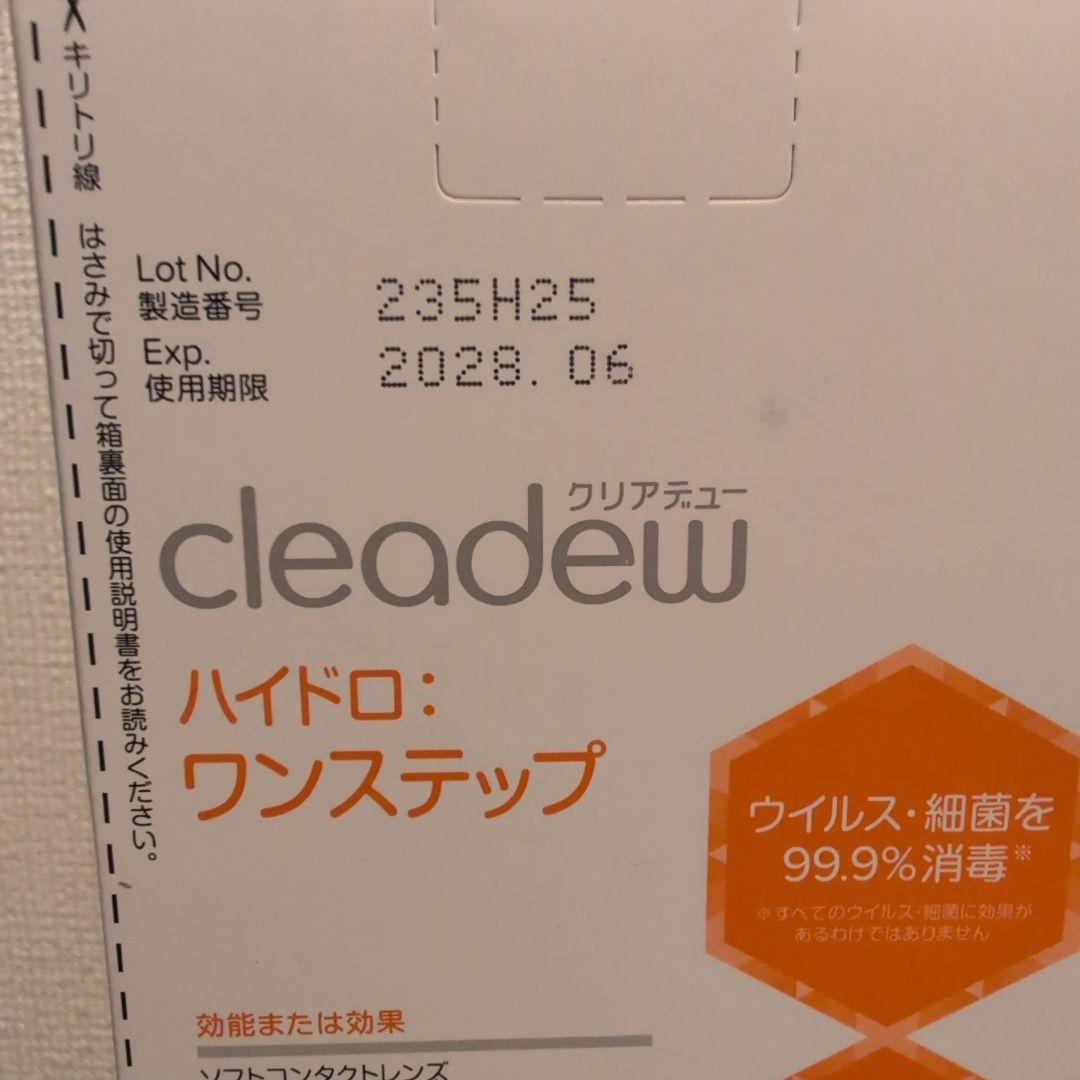 キリトリ線 はさみで切って箱裏面の使用説明書をお読みください。
Lot No.
製造番号
235H25
Exp.
使用期限
2028.06
クリアデュー
cleadew
ハイドロ:
ワンステップ
ウイルス・細菌を
99.9%消毒※
※すべてのウイルス・細菌に効果が
あるわけではありません
効能または効果
ソフトコンタクトレンズ